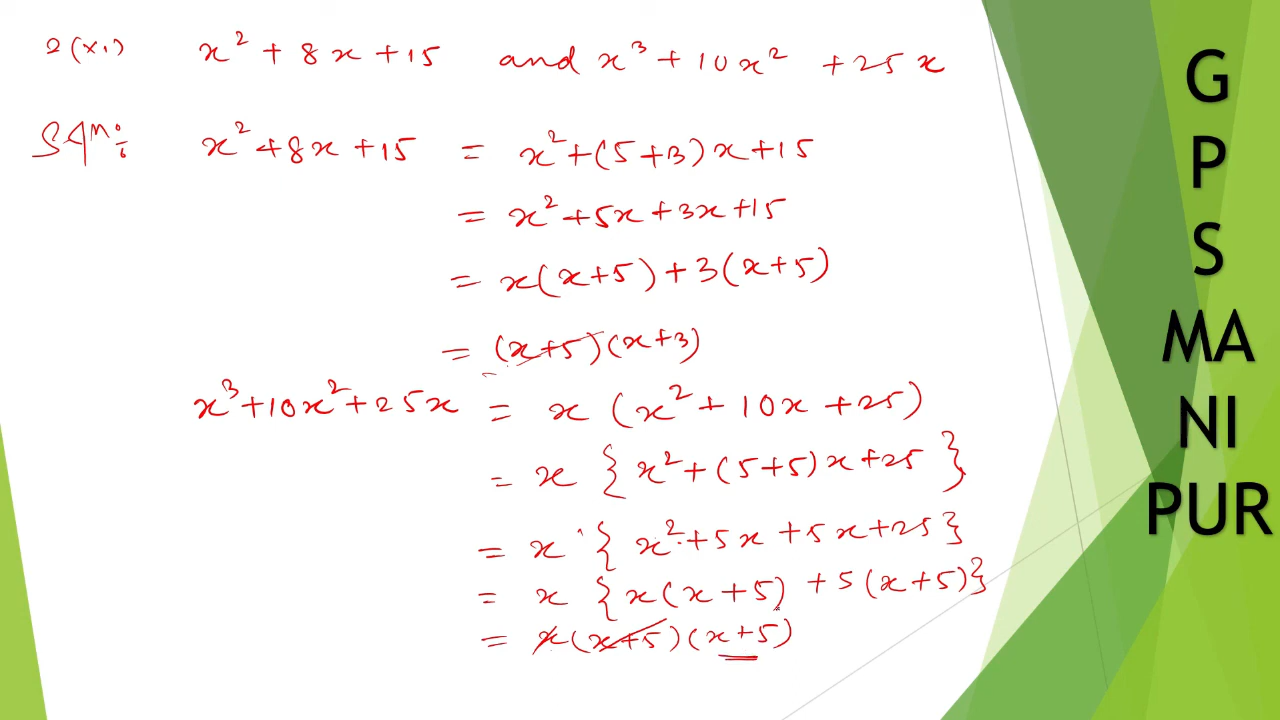 2(xi) x² + 8x + 15 and x³ + 10x² + 25x
Solⁿ: x² + 8x + 15 = x² + (5+3)x + 15
= x² + 5x + 3x + 15
= x(x+5) + 3(x+5)
= (x+5)(x+3)
x³ + 10x² + 25x = x (x² + 10x + 25)
= x { x² + (5+5)x + 25 }
= x { x² + 5x + 5x + 25 }
= x { x(x+5) + 5(x+5) }
= x(x+5)(x+5)
G
P
S
MA
NI
PUR